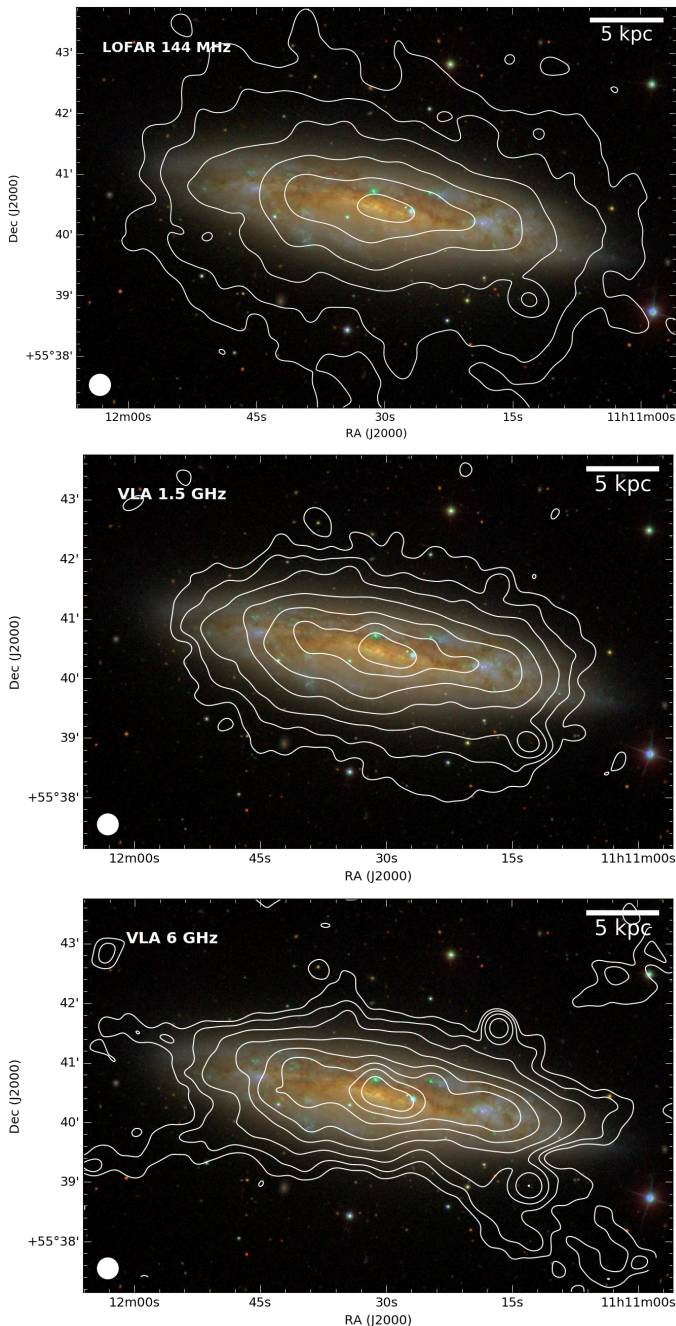 LOFAR 144 MHz
5 kpc
43'
42'
41'
40'
39'
+55°38'
Dec (J2000)
12m00s 45s 30s 15s 11h11m00s
RA (J2000)
VLA 1.5 GHz
5 kpc
43'
42'
41'
40'
39'
+55°38'
Dec (J2000)
12m00s 45s 30s 15s 11h11m00s
RA (J2000)
VLA 6 GHz
5 kpc
43'
42'
41'
40'
39'
+55°38'
Dec (J2000)
12m00s 45s 30s 15s 11h11m00s
RA (J2000)